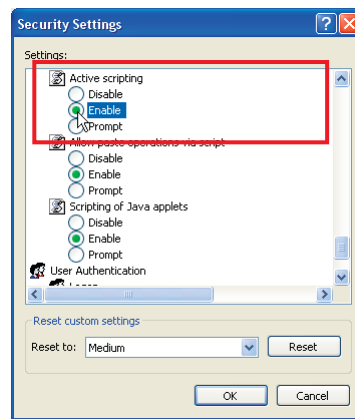 Security Settings
Settings:
Active scripting
Disable
Enable
Prompt
Allow paste operations via script
Disable
Enable
Prompt
Scripting of Java applets
Disable
Enable
Prompt
User Authentication
Logon
Reset custom settings
Reset to: Medium Reset
OK Cancel